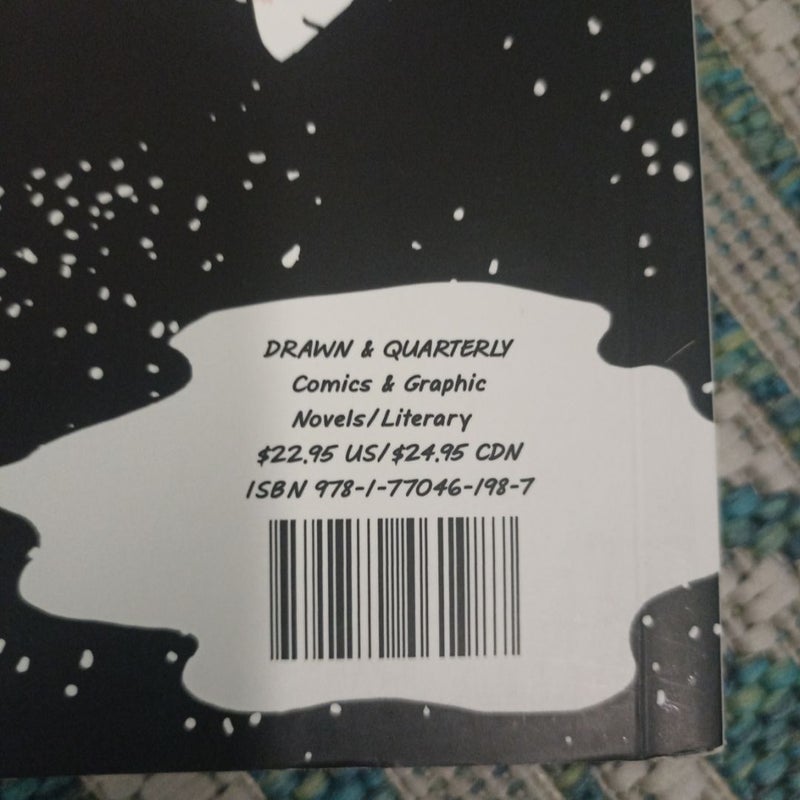 DRAWN & QUARTERLY
Comics & Graphic
Novels/Literary
$22.95 US/$24.95 CDN
ISBN 978-1-77046-198-7